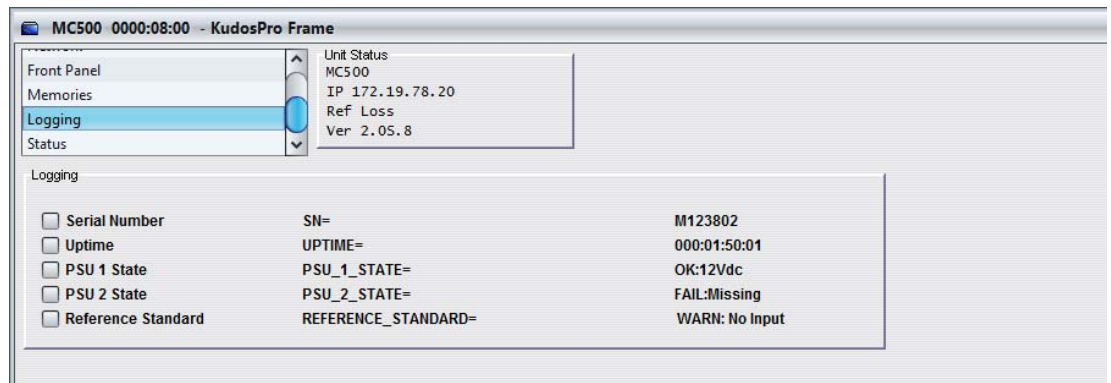 MC500 0000:08:00 - KudosPro Frame
Front Panel
Memories
Logging
Status
Unit Status
MC500
IP 172.19.78.20
Ref Loss
Ver 2.05.8
Logging
Serial Number SN= M123802
Uptime UPTIME= 000:01:50:01
PSU 1 State PSU_1_STATE= OK:12Vdc
PSU 2 State PSU_2_STATE= FAIL:Missing
Reference Standard REFERENCE_STANDARD= WARN: No Input